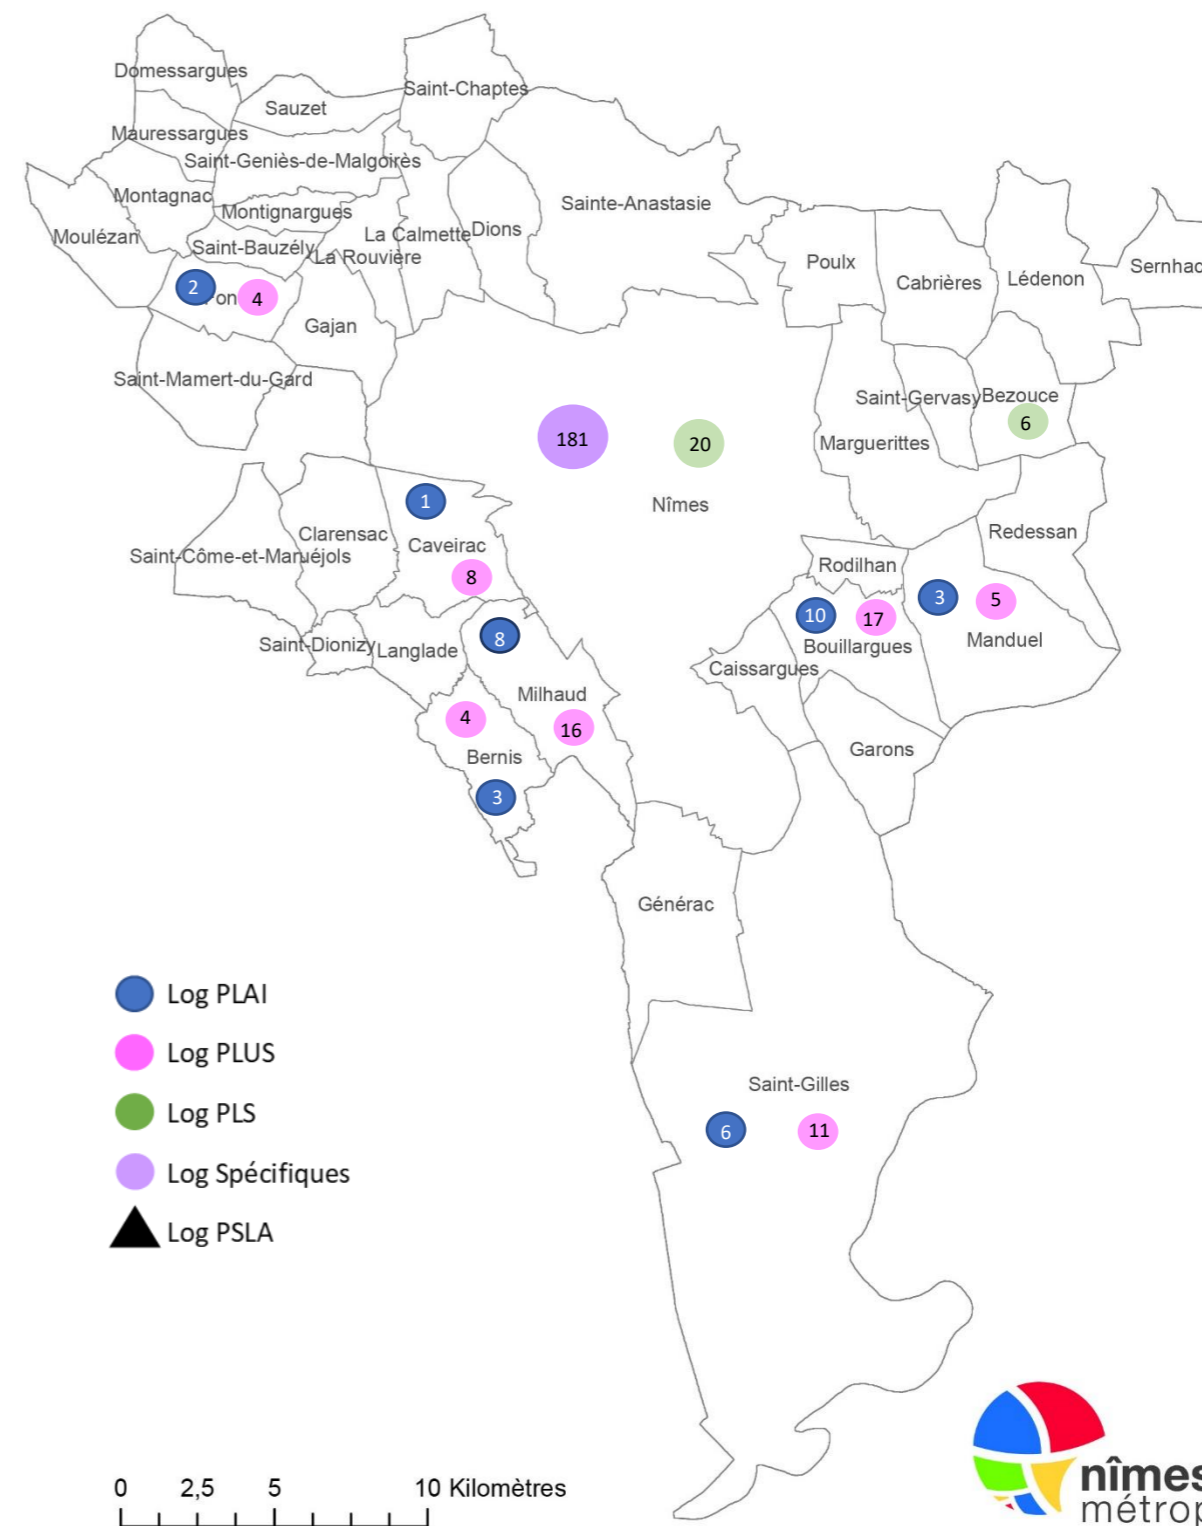 Domessargues
Saint-Chaptes
Sauzet
Mauressargues
Saint-Geniès-de-Malgoirès
Montagnac
Montignargues
Sainte-Anastasie
Moulézan
Saint-Bauzély
La Calmette
Dions
La Rouvière
Poulx
Cabrières
Lédenon
Sernhac
2
on
4
Gajan
Saint-Mamert-du-Gard
Saint-Gervasy
Bezouce
6
181
20
Marguerittes
Nîmes
1
Clarensac
Caveirac
Saint-Côme-et-Maruéjols
8
Redessan
Rodilhan
3
5
10
17
Manduel
Bouillargues
Caissargues
8
Saint-Dionizy
Langlade
Milhaud
4
16
Bernis
3
Garons
Générac
Log PLAI
Log PLUS
Log PLS
Log Spécifiques
Log PSLA
Saint-Gilles
6
11
0 2,5 5 10 Kilomètres
nîmes
métrop